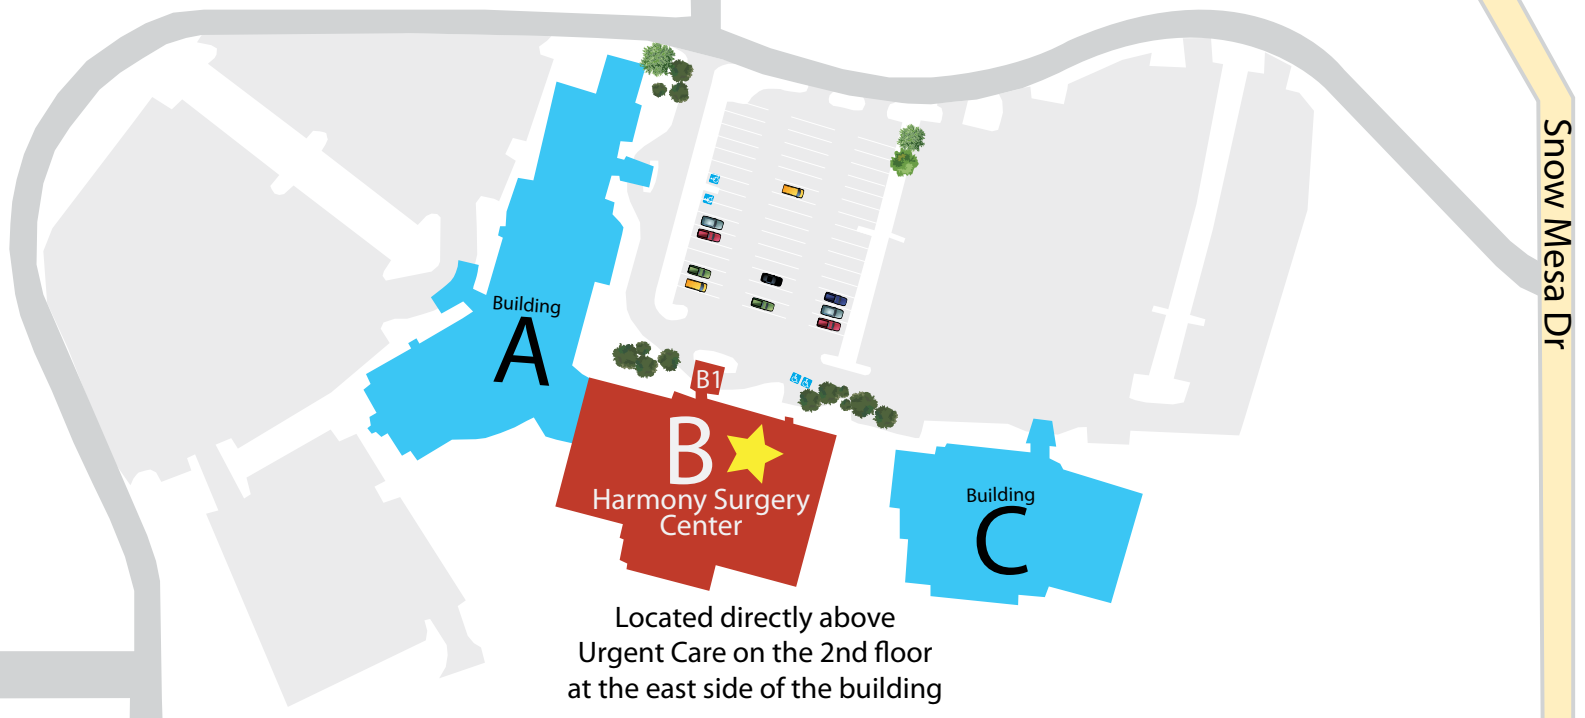 Snow Mesa Dr
Building
A
B1
B
Harmony Surgery
Center
Building
C
Located directly above
Urgent Care on the 2nd floor
at the east side of the building